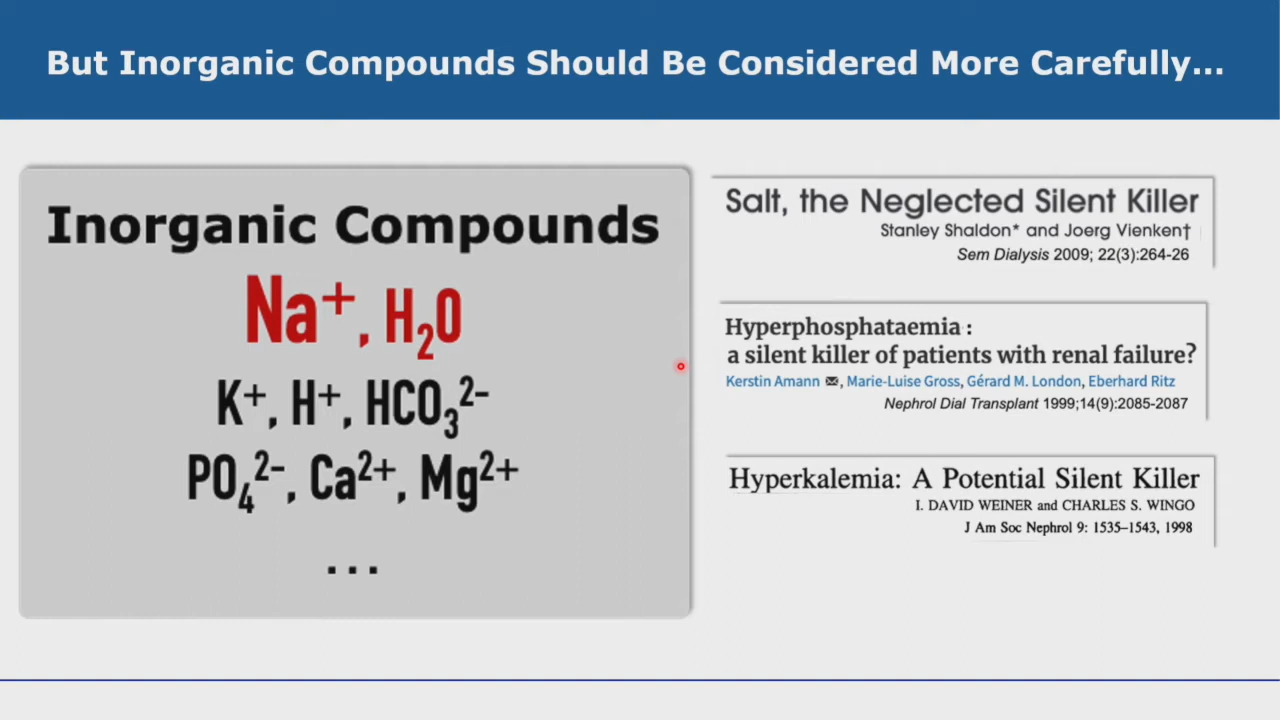 But Inorganic Compounds Should Be Considered More Carefully...
Inorganic Compounds
Na⁺, H₂O
K⁺, H⁺, HCO₃²⁻
PO₄²⁻, Ca²⁺, Mg²⁺
...
Salt, the Neglected Silent Killer
Stanley Shaldon* and Joerg Vienken†
Sem Dialysis 2009; 22(3):264-26
Hyperphosphataemia :
a silent killer of patients with renal failure?
Kerstin Amann ✉, Marie-Luise Gross, Gérard M. London, Eberhard Ritz
Nephrol Dial Transplant 1999;14(9):2085-2087
Hyperkalemia: A Potential Silent Killer
I. DAVID WEINER and CHARLES S. WINGO
J Am Soc Nephrol 9: 1535–1543, 1998